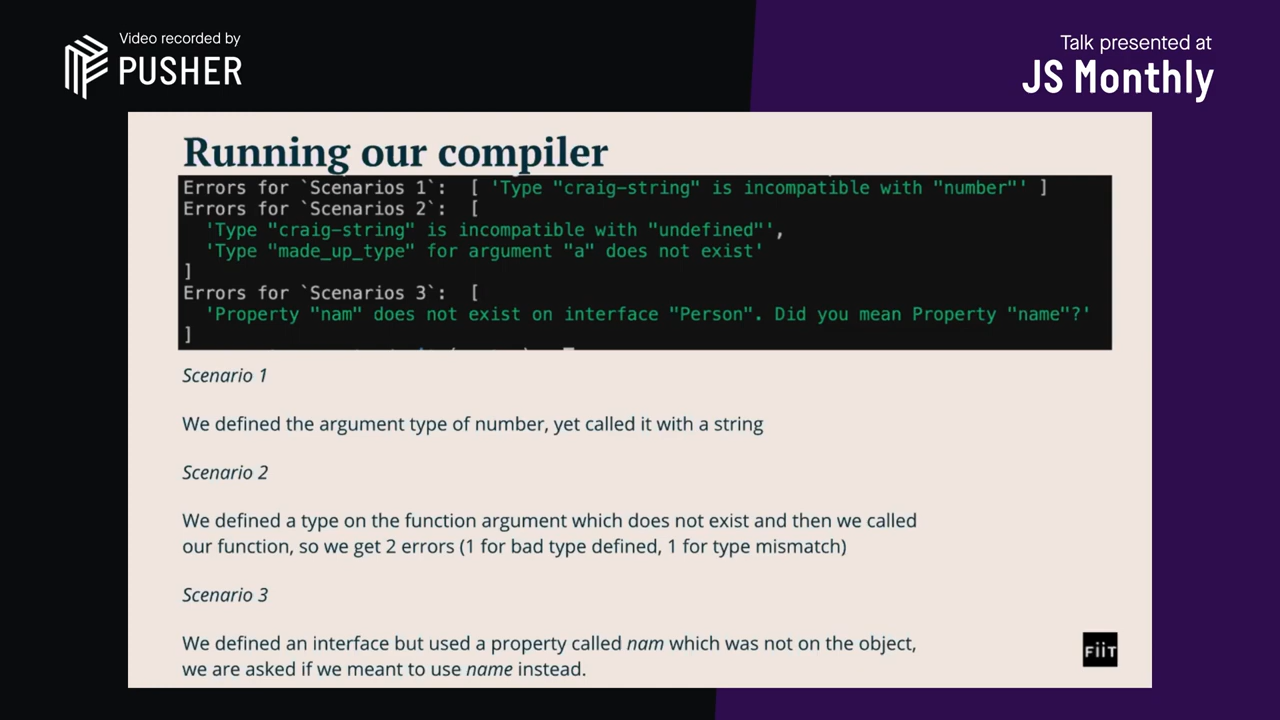 Video recorded by
PUSHER
Talk presented at
JS Monthly
Running our compiler
Errors for `Scenarios 1`:  [ 'Type "craig-string" is incompatible with "number"' ]
Errors for `Scenarios 2`:  [
'Type "craig-string" is incompatible with "undefined"',
'Type "made_up_type" for argument "a" does not exist'
]
Errors for `Scenarios 3`:  [
'Property "nam" does not exist on interface "Person". Did you mean Property "name"?'
]
Scenario 1
We defined the argument type of number, yet called it with a string
Scenario 2
We defined a type on the function argument which does not exist and then we called
our function, so we get 2 errors (1 for bad type defined, 1 for type mismatch)
Scenario 3
We defined an interface but used a property called nam which was not on the object,
we are asked if we meant to use name instead.
FiiT